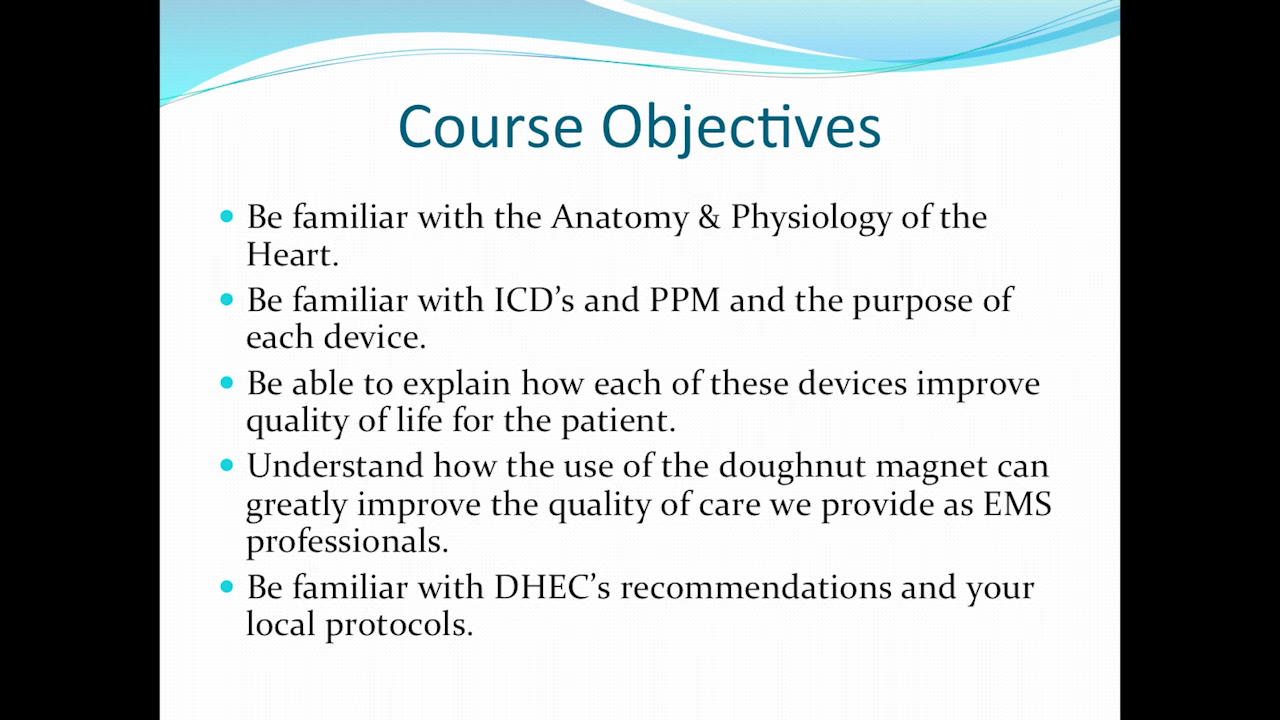 Course Objectives
• Be familiar with the Anatomy & Physiology of the
Heart.
• Be familiar with ICD’s and PPM and the purpose of
each device.
• Be able to explain how each of these devices improve
quality of life for the patient.
• Understand how the use of the doughnut magnet can
greatly improve the quality of care we provide as EMS
professionals.
• Be familiar with DHEC’s recommendations and your
local protocols.